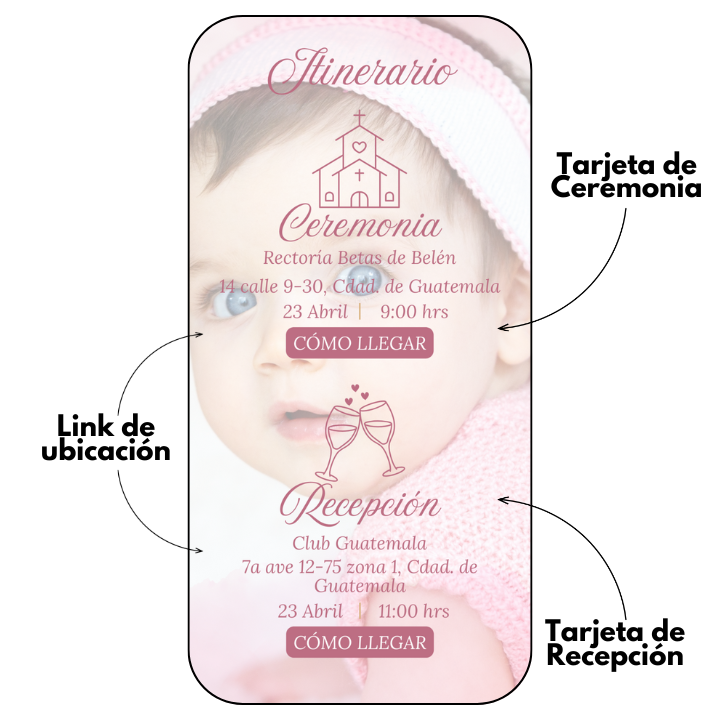 Itinerario
Ceremonia
Rectoría Betas de Belén
14 calle 9-30, Cdad. de Guatemala
23 Abril | 9:00 hrs
CÓMO LLEGAR
Recepción
Club Guatemala
7a ave 12-75 zona 1, Cdad. de
Guatemala
23 Abril | 11:00 hrs
CÓMO LLEGAR
Tarjeta de
Ceremonia
Link de
ubicación
Tarjeta de
Recepción